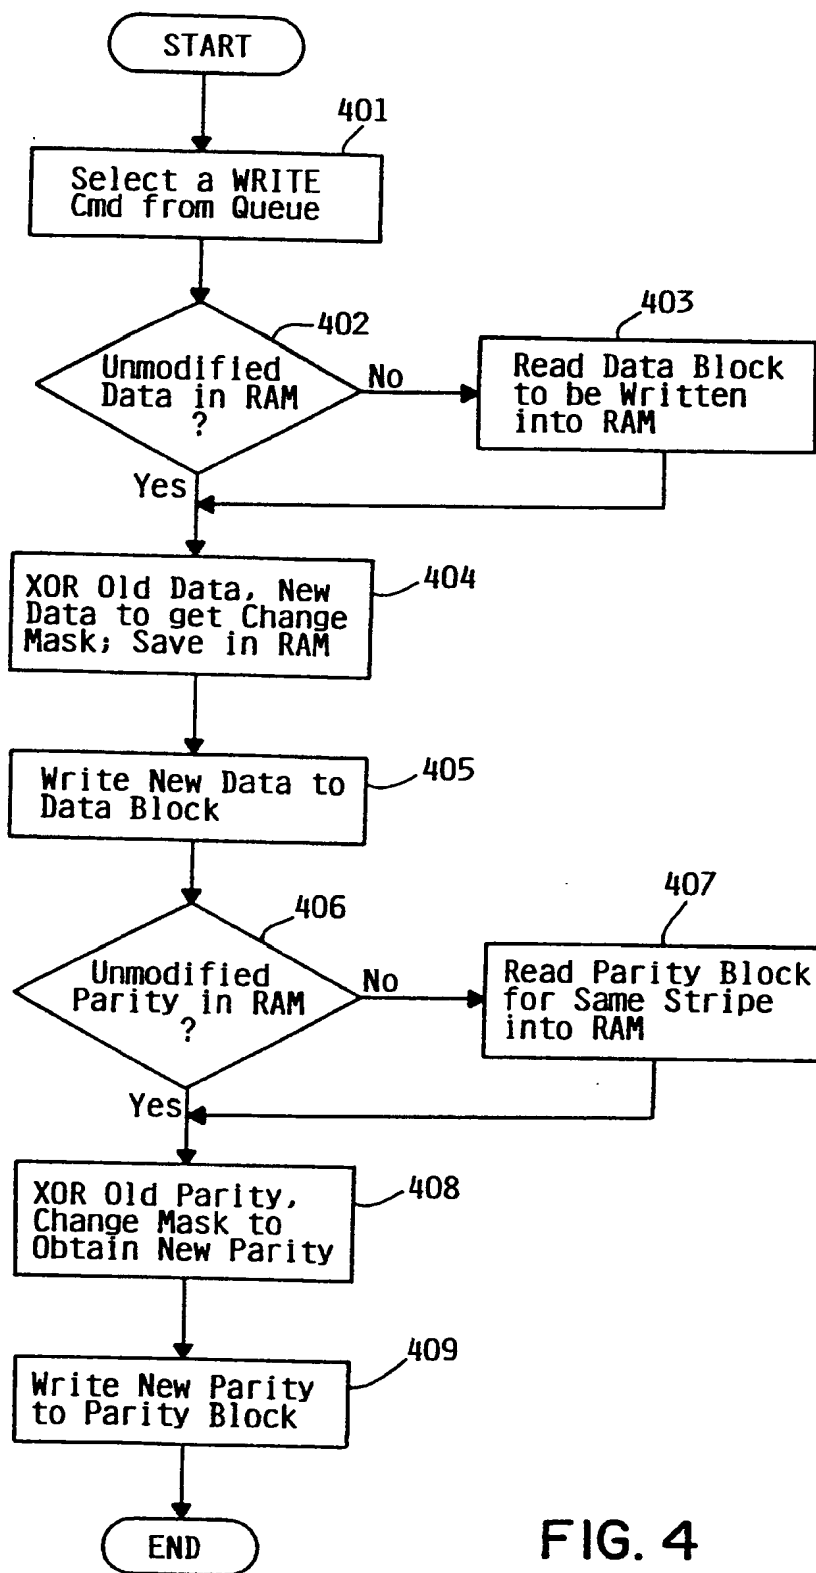 START
401
Select a WRITE
Cmd from Queue
402
Unmodified
Data in RAM
?
No
403
Read Data Block
to be Written
into RAM
Yes
XOR Old Data, New
Data to get Change
Mask; Save in RAM
404
Write New Data to
Data Block
405
406
Unmodified
Parity in RAM
?
No
407
Read Parity Block
for Same Stripe
into RAM
Yes
XOR Old Parity,
Change Mask to
Obtain New Parity
408
Write New Parity
to Parity Block
409
END
FIG. 4